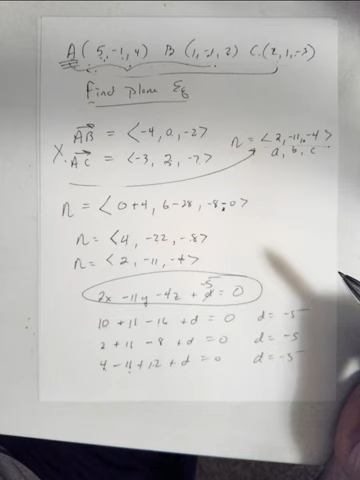 A(5,-1,4) B(1,-1,2) C(2,1,-3)
Find plane Eq
AB = <-4, 0, -2>
X. AC = <-3, 2, -7>
n = <2, -11, -4>
a, b, c
n = <0+4, 6-28, -8-0>
n = <4, -22, -8>
n = <2, -11, -4>
-5
2x -11y -4z + d = 0
10 + 11 - 16 + d = 0 d = -5
2 + 11 - 8 + d = 0 d = -5
4 - 11 + 12 + d = 0 d = -5